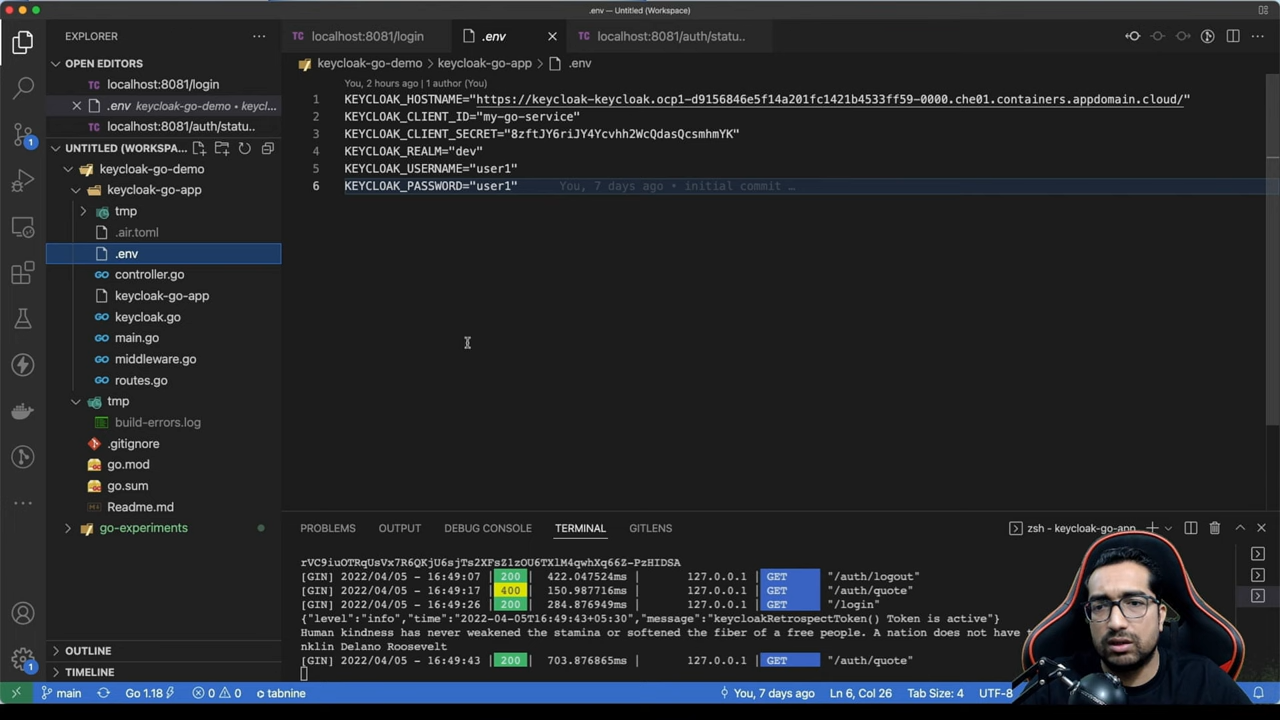 .env — Untitled (Workspace)
EXPLORER
localhost:8081/login
.env
localhost:8081/auth/statu..
OPEN EDITORS
localhost:8081/login
.env keycloak-go-demo • keycl...
localhost:8081/auth/statu..
UNTITLED (WORKSPA...
keycloak-go-demo
keycloak-go-app
tmp
.air.toml
.env
controller.go
keycloak-go-app
keycloak.go
main.go
middleware.go
routes.go
tmp
build-errors.log
.gitignore
go.mod
go.sum
Readme.md
go-experiments
OUTLINE
TIMELINE
keycloak-go-demo > keycloak-go-app > .env
You, 2 hours ago | 1 author (You)
1 KEYCLOAK_HOSTNAME="https://keycloak-keycloak.ocp1-d9156846e5f14a201fc1421b4533ff59-0000.che01.containers.appdomain.cloud/"
2 KEYCLOAK_CLIENT_ID="my-go-service"
3 KEYCLOAK_CLIENT_SECRET="8zftJY6riJY4Ycvhh2WcQdasQcsmhmYK"
4 KEYCLOAK_REALM="dev"
5 KEYCLOAK_USERNAME="user1"
6 KEYCLOAK_PASSWORD="user1" You, 7 days ago • initial commit …
PROBLEMS OUTPUT DEBUG CONSOLE TERMINAL GITLENS
zsh - keycloak-go-app
[GIN] 2022/04/05 - 16:49:07 | 200 | 422.047524ms | 127.0.0.1 | GET "/auth/logout"
[GIN] 2022/04/05 - 16:49:17 | 400 | 150.987716ms | 127.0.0.1 | GET "/auth/quote"
[GIN] 2022/04/05 - 16:49:26 | 200 | 284.876949ms | 127.0.0.1 | GET "/login"
{"level":"info","time":"2022-04-05T16:49:43+05:30","message":"keycloakRetrospectToken() Token is active"}
Human kindness has never weakened the stamina or softened the fiber of a free people. A nation does not have
nklin Delano Roosevelt
[GIN] 2022/04/05 - 16:49:43 | 200 | 703.876865ms | 127.0.0.1 | GET "/auth/quote"
1
1
main Go 1.18 0 0 tabnine You, 7 days ago Ln 6, Col 26 Tab Size: 4 UTF-8